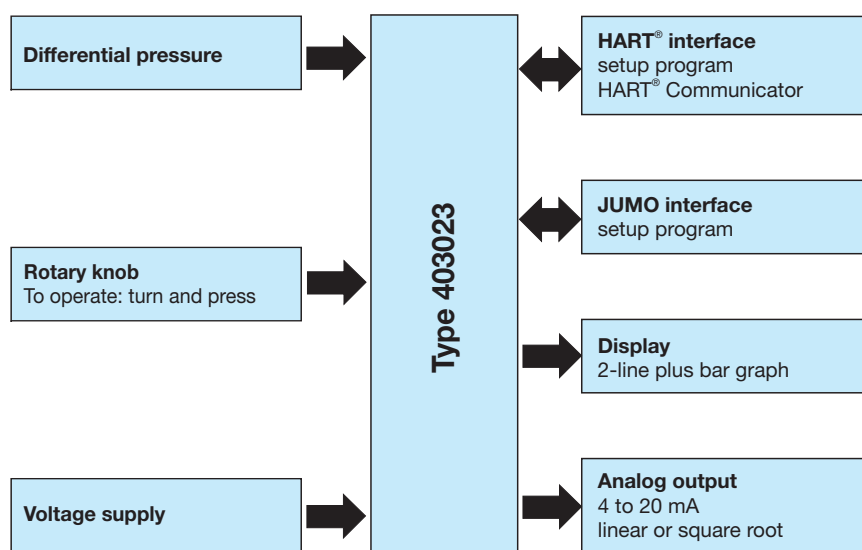 Differential pressure
Rotary knob
To operate: turn and press
Voltage supply
Type 403023
HART® interface
setup program
HART® Communicator
JUMO interface
setup program
Display
2-line plus bar graph
Analog output
4 to 20 mA
linear or square root